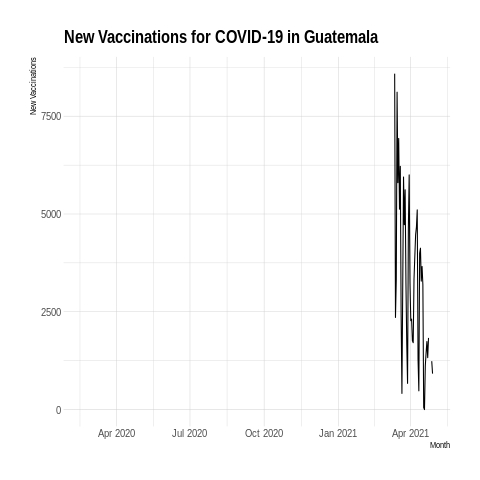 New Vaccinations for COVID-19 in Guatemala
New Vaccinations
7500
5000
2500
0
Apr 2020 Jul 2020 Oct 2020 Jan 2021 Apr 2021
Month